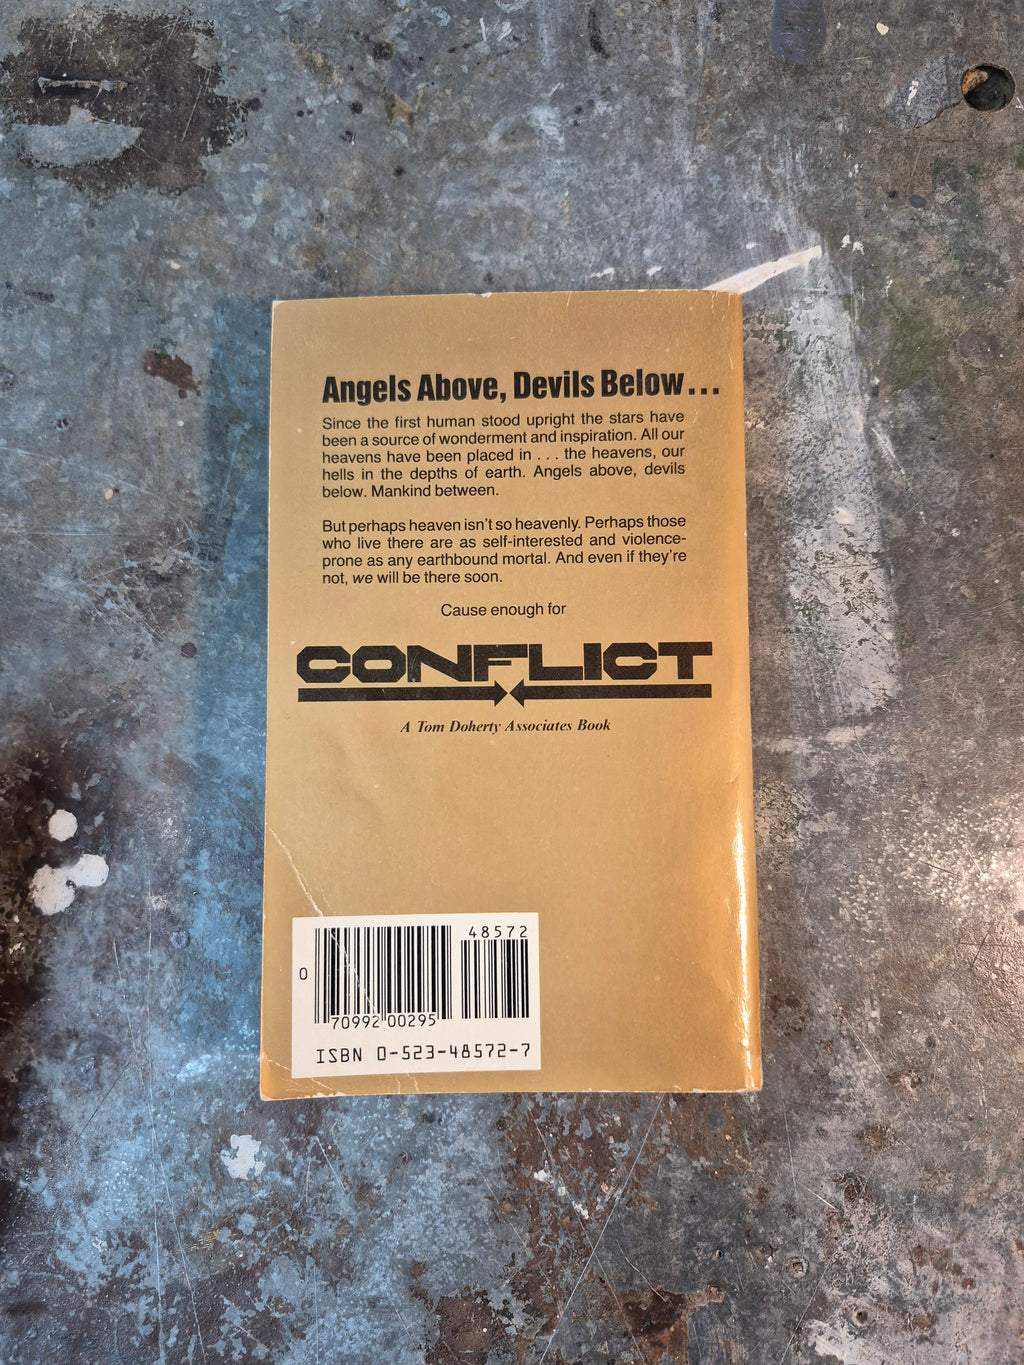 Angels Above, Devils Below...
Since the first human stood upright the stars have
been a source of wonderment and inspiration. All our
heavens have been placed in . . . the heavens, our
hells in the depths of earth. Angels above, devils
below. Mankind between.
But perhaps heaven isn't so heavenly. Perhaps those
who live there are as self-interested and violence-
prone as any earthbound mortal. And even if they're
not, we will be there soon.
Cause enough for
CONFLICT
A Tom Doherty Associates Book
48572
0
70992 00295
ISBN 0-523-48572-7